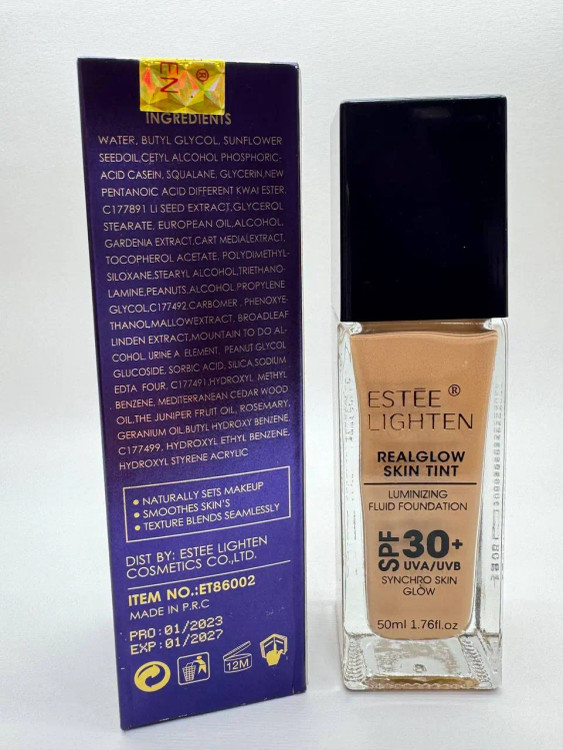 EN ®
INGREDIENTS
WATER, BUTYL GLYCOL, SUNFLOWER
SEEDOIL,CETYL ALCOHOL PHOSPHORIC-
ACID CASEIN, SQUALANE, GLYCERIN,NEW
PENTANOIC ACID DIFFERENT KWAI ESTER,
C177891 LI SEED EXTRACT,GLYCEROL
STEARATE, EUROPEAN OIL,ALCOHOL,
GARDENIA EXTRACT,CART MEDIALEXTRACT,
TOCOPHEROL ACETATE, POLYDIMETHYL-
SILOXANE,STEARYL ALCOHOL,TRIETHANO-
LAMINE,PEANUTS,ALCOHOL,PROPYLENE
GLYCOL,C177492,CARBOMER , PHENOXYE-
THANOL,MALLOWEXTRACT, BROADLEAF
LINDEN EXTRACT,MOUNTAIN TO DO AL-
COHOL, URINE A ELEMENT, PEANUT GLYCOL
GLUCOSIDE, SORBIC ACID, SILICA,SODIUM
EDTA FOUR, C177491,HYDROXYL METHYL
BENZENE, MEDITERRANEAN CEDAR WOOD
OIL,THE JUNIPER FRUIT OIL, ROSEMARY,
GERANIUM OIL,BUTYL HYDROXY BENZENE,
C177499, HYDROXYL ETHYL BENZENE,
HYDROXYL STYRENE ACRYLIC
• NATURALLY SETS MAKEUP
• SMOOTHES SKIN'S
• TEXTURE BLENDS SEAMLESSLY
DIST BY: ESTEE LIGHTEN
COSMETICS CO.,LTD.
ITEM NO.:ET86002
MADE IN P.R.C
PRO:01/2023
EXP:01/2027
12M
ESTĒE ®
LIGHTEN
REALGLOW
SKIN TINT
LUMINIZING
FLUID FOUNDATION
SPF 30+
UVA/UVB
SYNCHRO SKIN
GLOW
50ml 1.76fl.oz